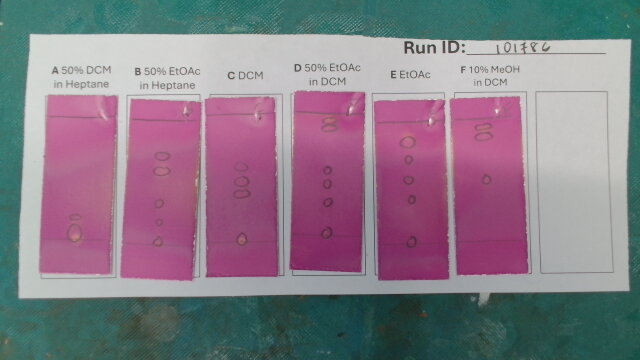 Run ID: 101786
A 50% DCM
in Heptane
B 50% EtOAc
in Heptane
C DCM
D 50% EtOAc
in DCM
E EtOAc
F 10% MeOH
in DCM